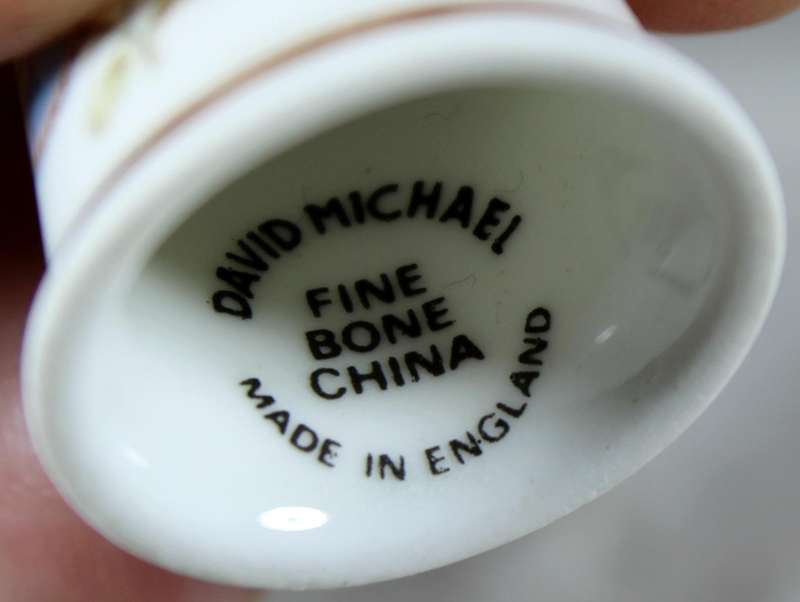 DAVID MICHAEL
FINE
BONE
CHINA
MADE IN ENGLAND